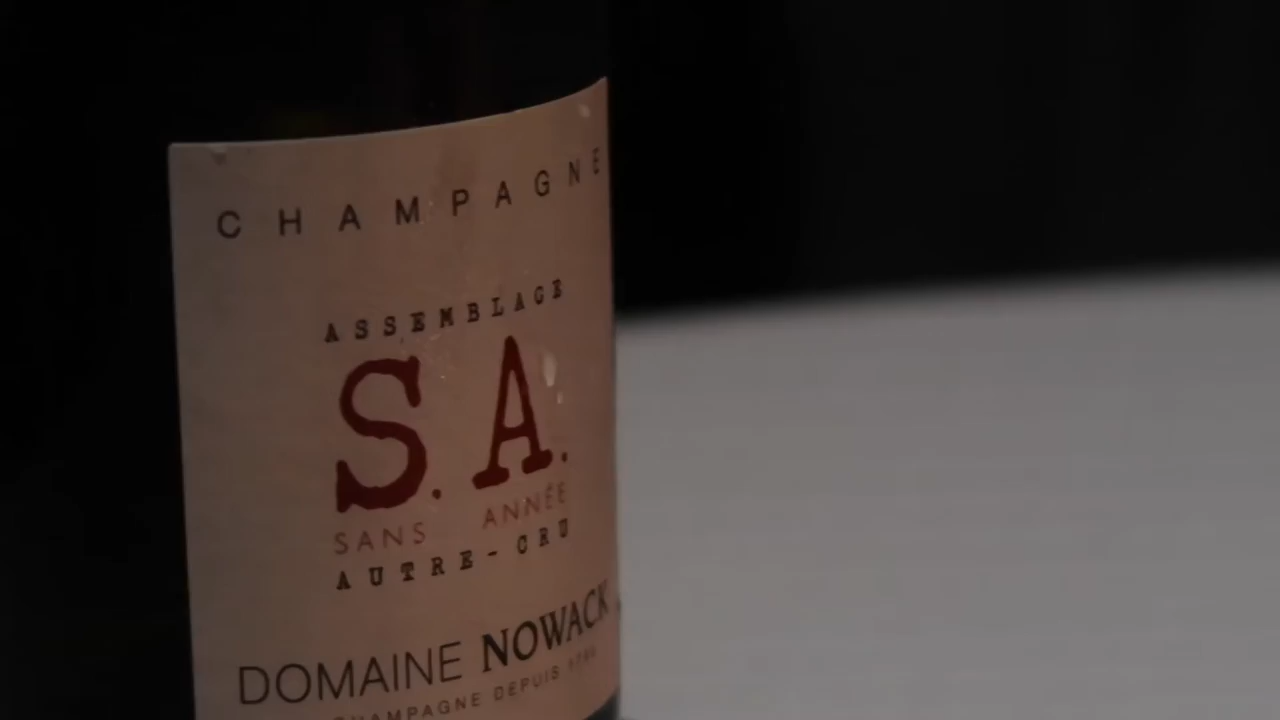 CHAMPAGNE
ASSEMBLAGE
S. A.
SANS ANNÉE
AUTRE-CRU
DOMAINE NOWACK
CHAMPAGNE DEPUIS